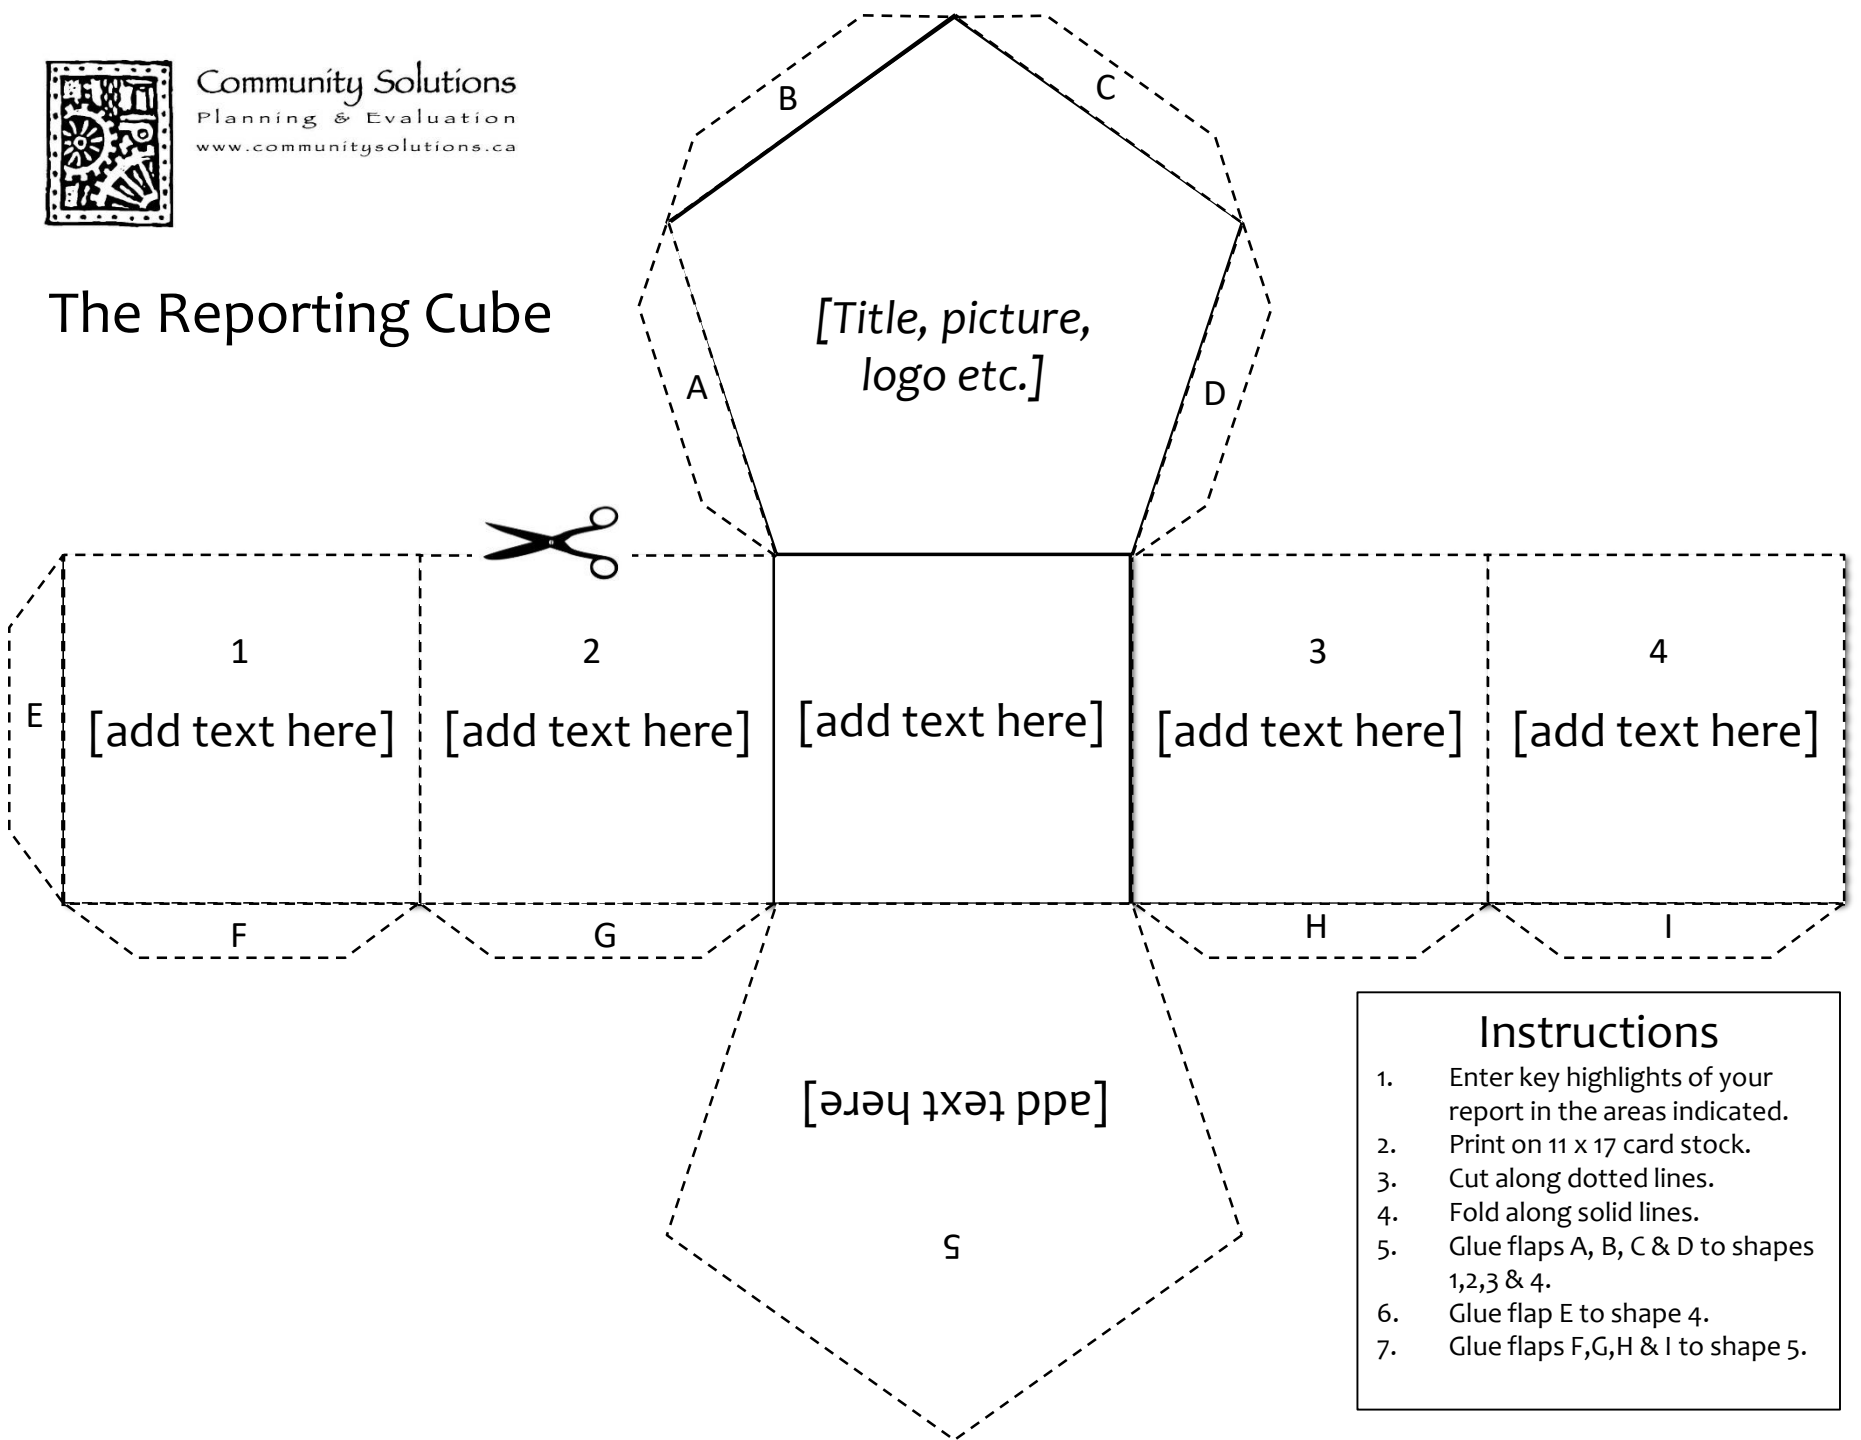 Community Solutions
Planning & Evaluation
www.communitysolutions.ca
The Reporting Cube
B
C
[Title, picture,
logo etc.]
A
D
1
2
3
4
E
[add text here]
[add text here]
[add text here]
[add text here]
[add text here]
F
G
H
I
[add text here]
5
Instructions
1. Enter key highlights of your
report in the areas indicated.
2. Print on 11 x 17 card stock.
3. Cut along dotted lines.
4. Fold along solid lines.
5. Glue flaps A, B, C & D to shapes
1,2,3 & 4.
6. Glue flap E to shape 4.
7. Glue flaps F,G,H & I to shape 5.